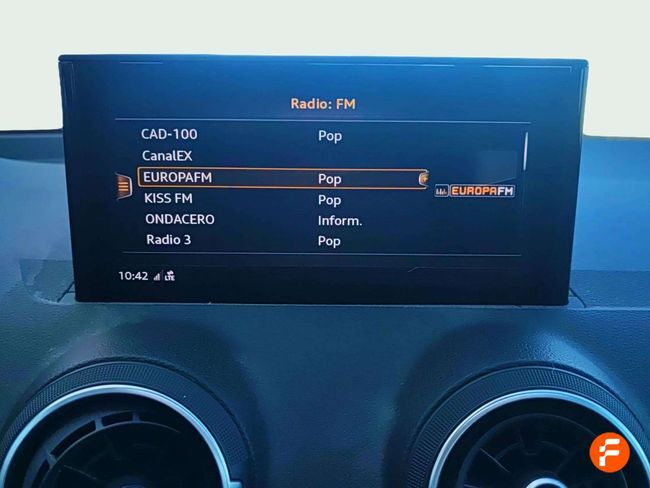 Radio: FM
CAD-100 Pop
CanalEX
EUROPAFM Pop
EUROPAFM
KISS FM Pop
ONDACERO Inform.
Radio 3 Pop
10:42 LTE